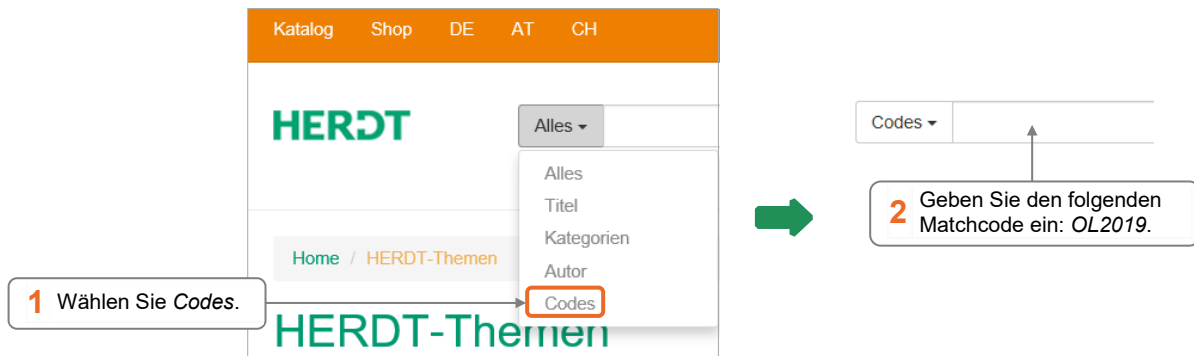 Katalog Shop DE AT CH
HERDT
Alles
Alles
Titel
Kategorien
Autor
Codes
Home / HERDT-Themen
HERDT-Themen
1 Wählen Sie Codes.
Codes
2 Geben Sie den folgenden
Matchcode ein: OL2019.